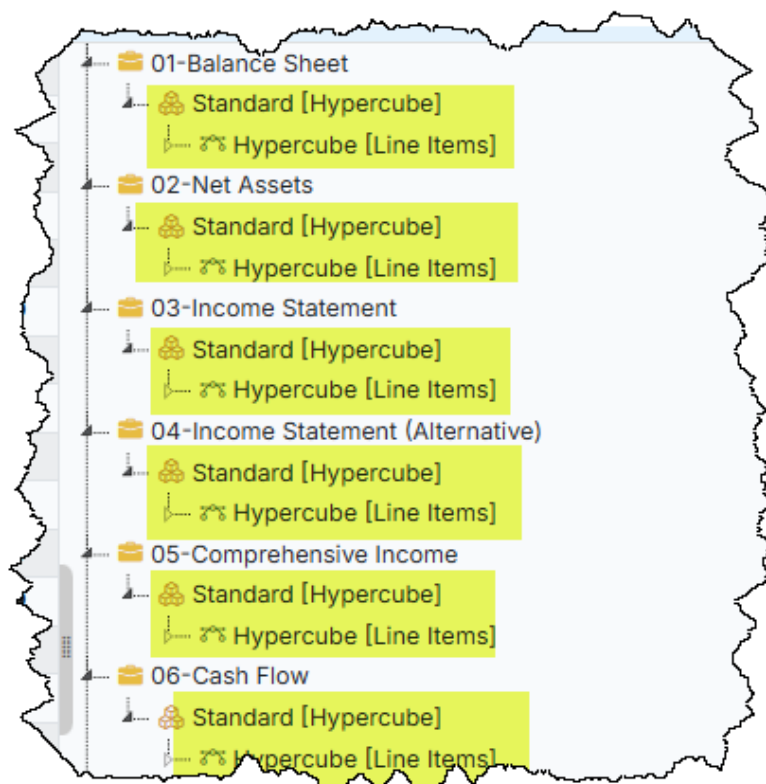 01-Balance Sheet
Standard [Hypercube]
Hypercube [Line Items]
02-Net Assets
Standard [Hypercube]
Hypercube [Line Items]
03-Income Statement
Standard [Hypercube]
Hypercube [Line Items]
04-Income Statement (Alternative)
Standard [Hypercube]
Hypercube [Line Items]
05-Comprehensive Income
Standard [Hypercube]
Hypercube [Line Items]
06-Cash Flow
Standard [Hypercube]
Hypercube [Line Items]